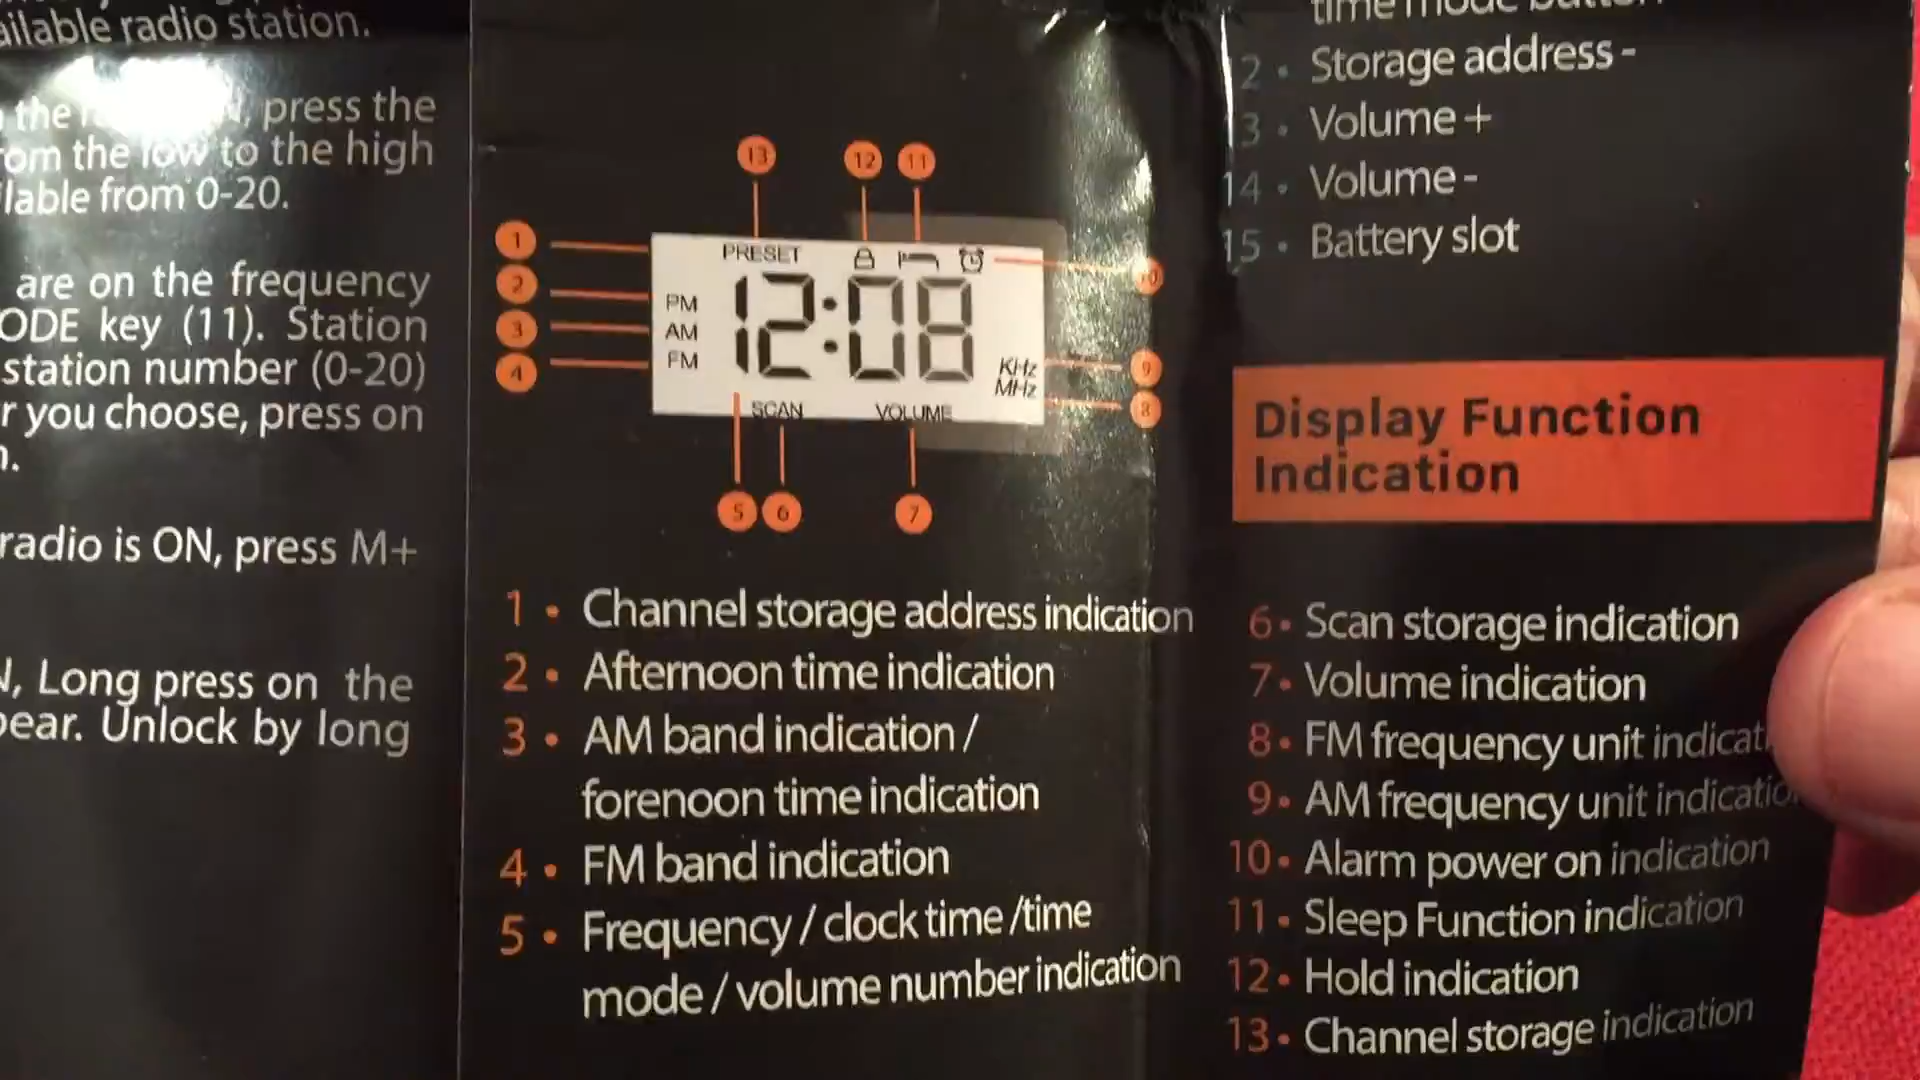 ailable radio station.
the press the
om the low to the high
lable from 0-20.
are on the frequency
ODE key (11). Station
station number (0-20)
r you choose, press on
n.
radio is ON, press M+
N, Long press on the
pear. Unlock by long
13 12 11
1
2
3
4
PRESET
PM
AM
FM
12:08
KHz
MHz
SCAN VOLUME
10
9
8
5 6 7
1 • Channel storage address indication
2 • Afternoon time indication
3 • AM band indication /
forenoon time indication
4 • FM band indication
5 • Frequency / clock time /time
mode / volume number indication
time mode button
2 • Storage address -
3 • Volume +
14 • Volume -
15 • Battery slot
Display Function
Indication
6 • Scan storage indication
7 • Volume indication
8 • FM frequency unit indicat
9 • AM frequency unit indicatio
10 • Alarm power on indication
11 • Sleep Function indication
12 • Hold indication
13 • Channel storage indication